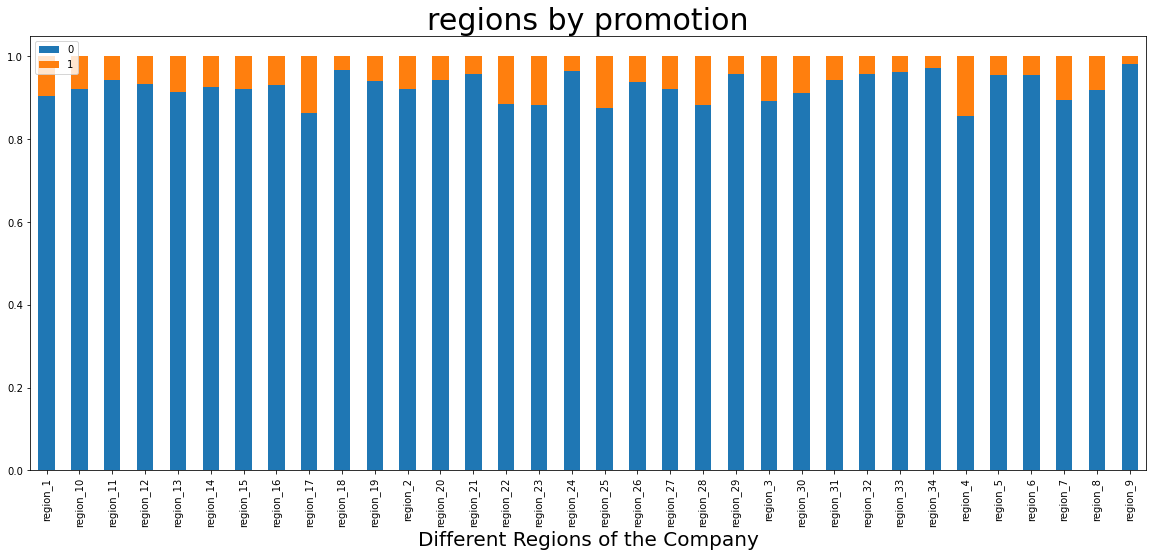 regions by promotion
0
1
1.0
0.8
0.6
0.4
0.2
0.0
region_1
region_10
region_11
region_12
region_13
region_14
region_15
region_16
region_17
region_18
region_19
region_2
region_20
region_21
region_22
region_23
region_24
region_25
region_26
region_27
region_28
region_29
region_3
region_30
region_31
region_32
region_33
region_34
region_4
region_5
region_6
region_7
region_8
region_9
Different Regions of the Company